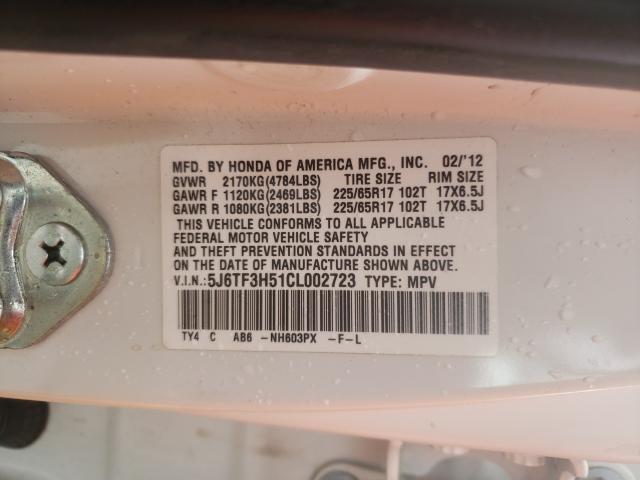 MFD. BY HONDA OF AMERICA MFG., INC. 02/'12
GVWR 2170KG(4784LBS) TIRE SIZE RIM SIZE
GAWR F 1120KG(2469LBS) 225/65R17 102T 17X6.5J
GAWR R 1080KG(2381LBS) 225/65R17 102T 17X6.5J
THIS VEHICLE CONFORMS TO ALL APPLICABLE
FEDERAL MOTOR VEHICLE SAFETY
AND THEFT PREVENTION STANDARDS IN EFFECT
ON THE DATE OF MANUFACTURE SHOWN ABOVE.
V.I.N.:5J6TF3H51CL002723 TYPE: MPV
TY4 C AB6 -NH603PX -F-L